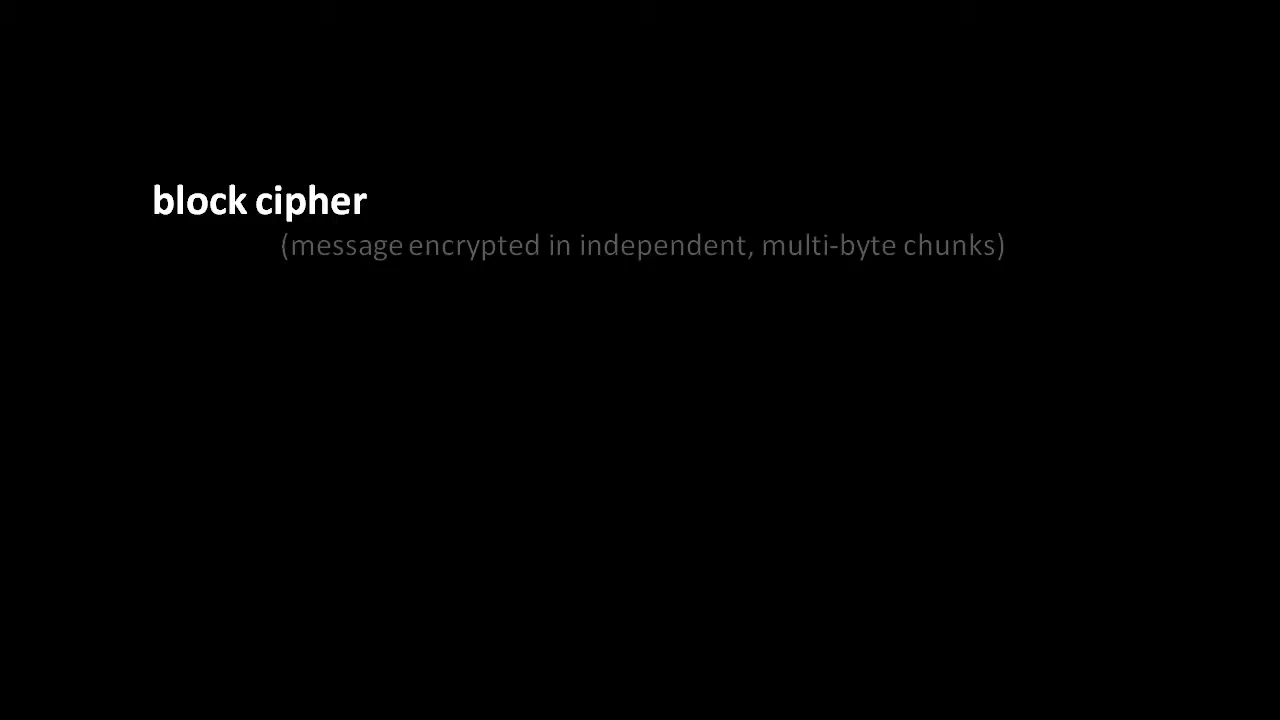 block cipher
(message encrypted in independent, multi-byte chunks)